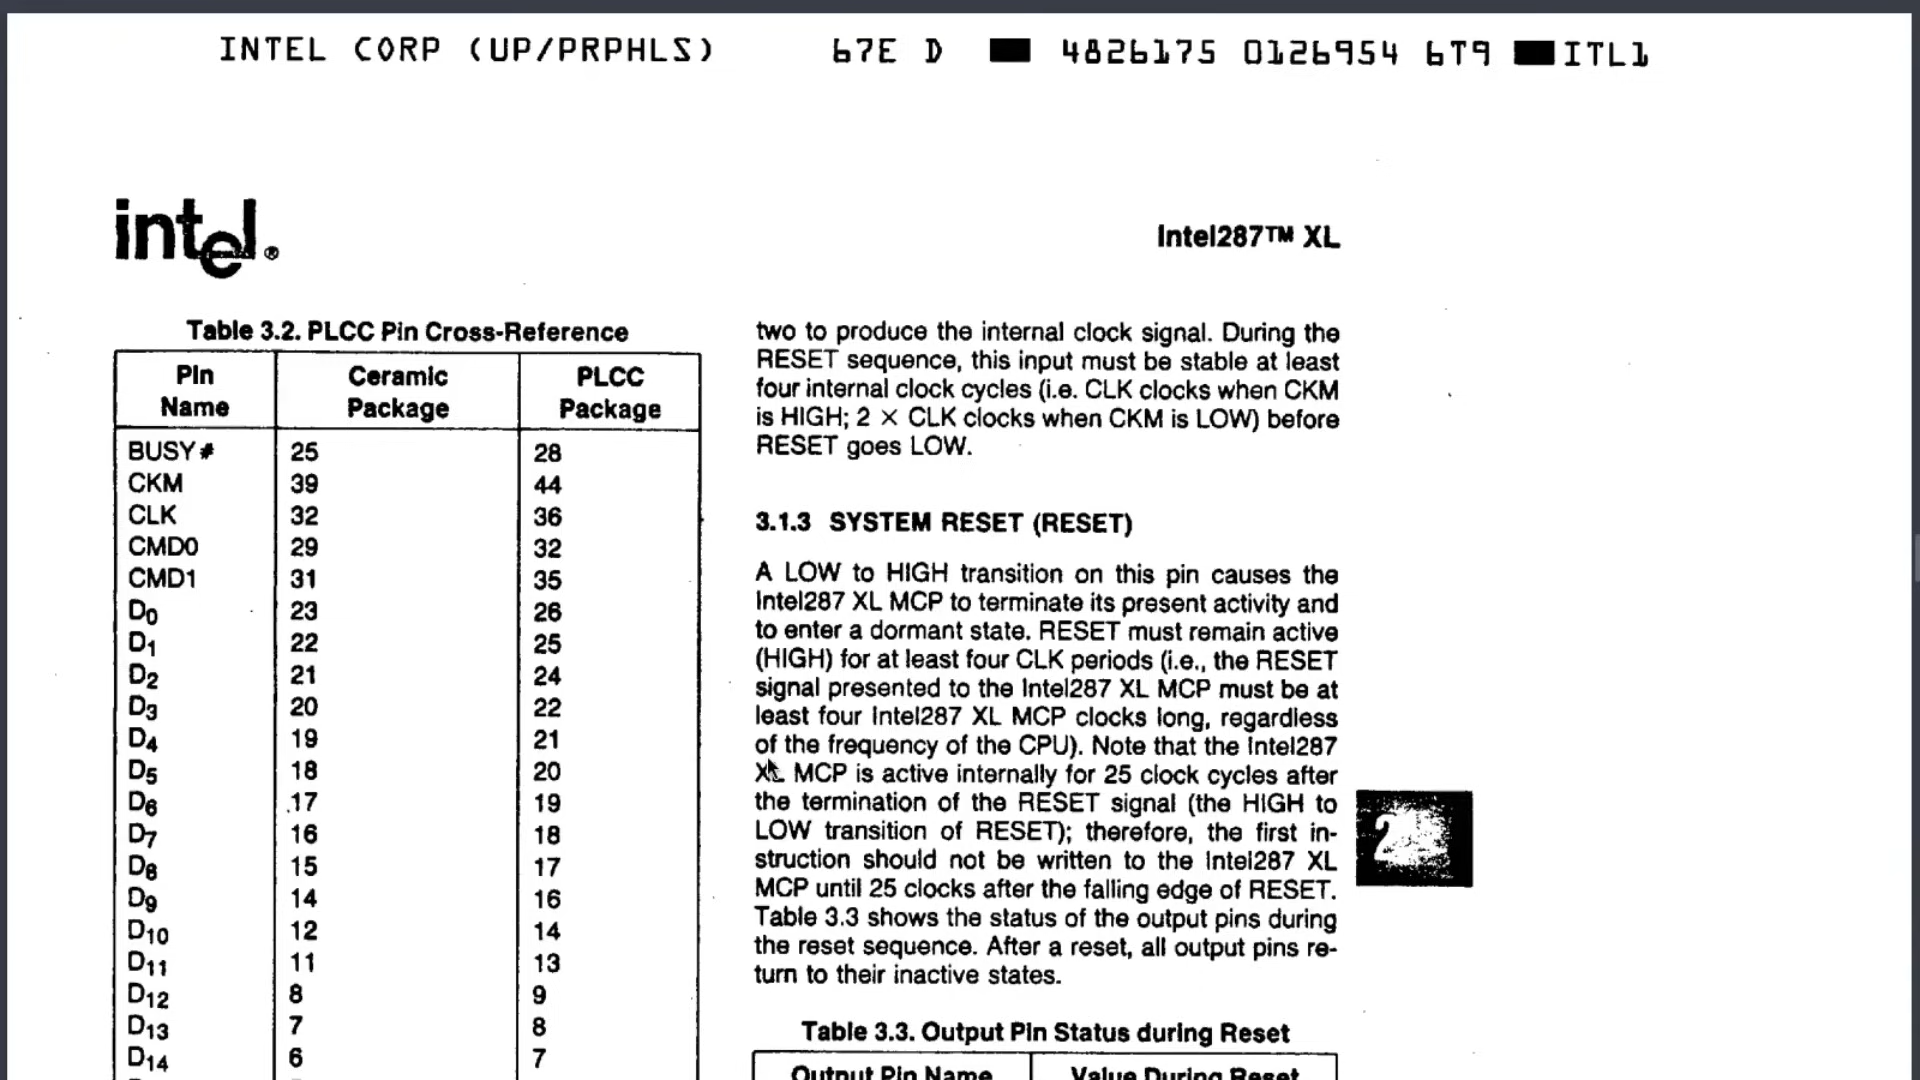 INTEL CORP (UP/PRPHLS) 67E D 4826175 0126954 6T9 ITL1
intel®
Intel287™ XL
Table 3.2. PLCC Pin Cross-Reference
Pin Name Ceramic Package PLCC Package
BUSY# 25 28
CKM 39 44
CLK 32 36
CMD0 29 32
CMD1 31 35
D0 23 26
D1 22 25
D2 21 24
D3 20 22
D4 19 21
D5 18 20
D6 17 19
D7 16 18
D8 15 17
D9 14 16
D10 12 14
D11 11 13
D12 8 9
D13 7 8
D14 6 7
two to produce the internal clock signal. During the
RESET sequence, this input must be stable at least
four internal clock cycles (i.e. CLK clocks when CKM
is HIGH; 2 × CLK clocks when CKM is LOW) before
RESET goes LOW.
3.1.3 SYSTEM RESET (RESET)
A LOW to HIGH transition on this pin causes the
Intel287 XL MCP to terminate its present activity and
to enter a dormant state. RESET must remain active
(HIGH) for at least four CLK periods (i.e., the RESET
signal presented to the Intel287 XL MCP must be at
least four Intel287 XL MCP clocks long, regardless
of the frequency of the CPU). Note that the Intel287
XL MCP is active internally for 25 clock cycles after
the termination of the RESET signal (the HIGH to
LOW transition of RESET); therefore, the first in-
struction should not be written to the Intel287 XL
MCP until 25 clocks after the falling edge of RESET.
Table 3.3 shows the status of the output pins during
the reset sequence. After a reset, all output pins re-
turn to their inactive states.
2
Table 3.3. Output Pin Status during Reset
Output Pin Name Value During Reset